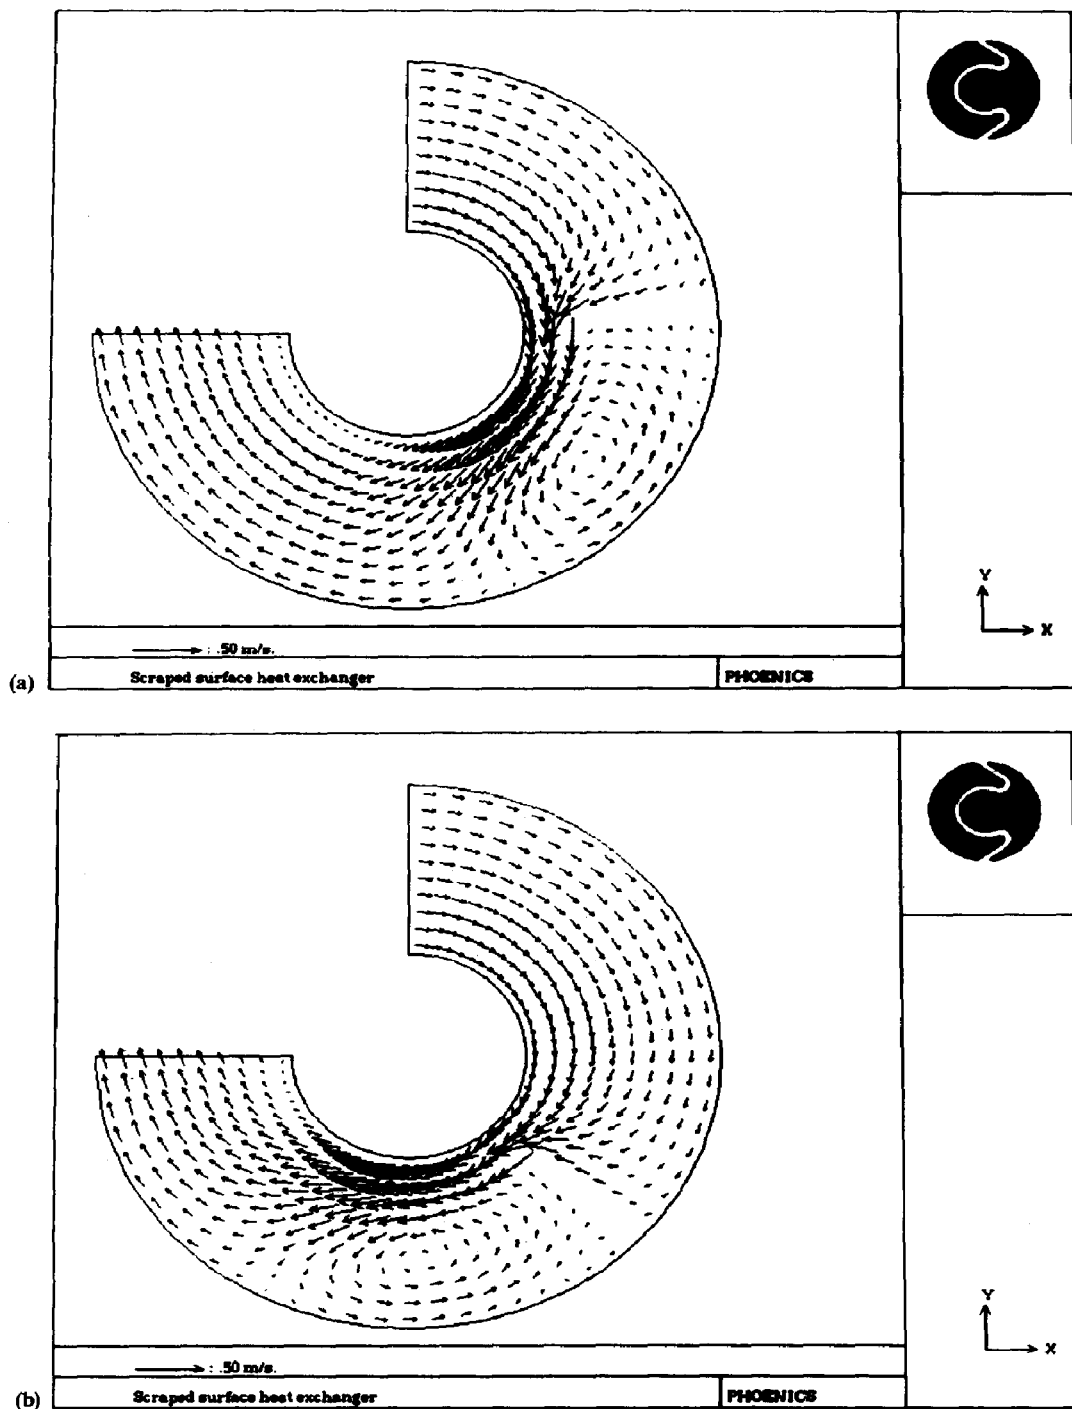 Y
X
: .50 m/s.
(a)
Scraped surface heat exchanger
PHOENICS
Y
X
: .50 m/s.
(b)
Scraped surface heat exchanger
PHOENICS